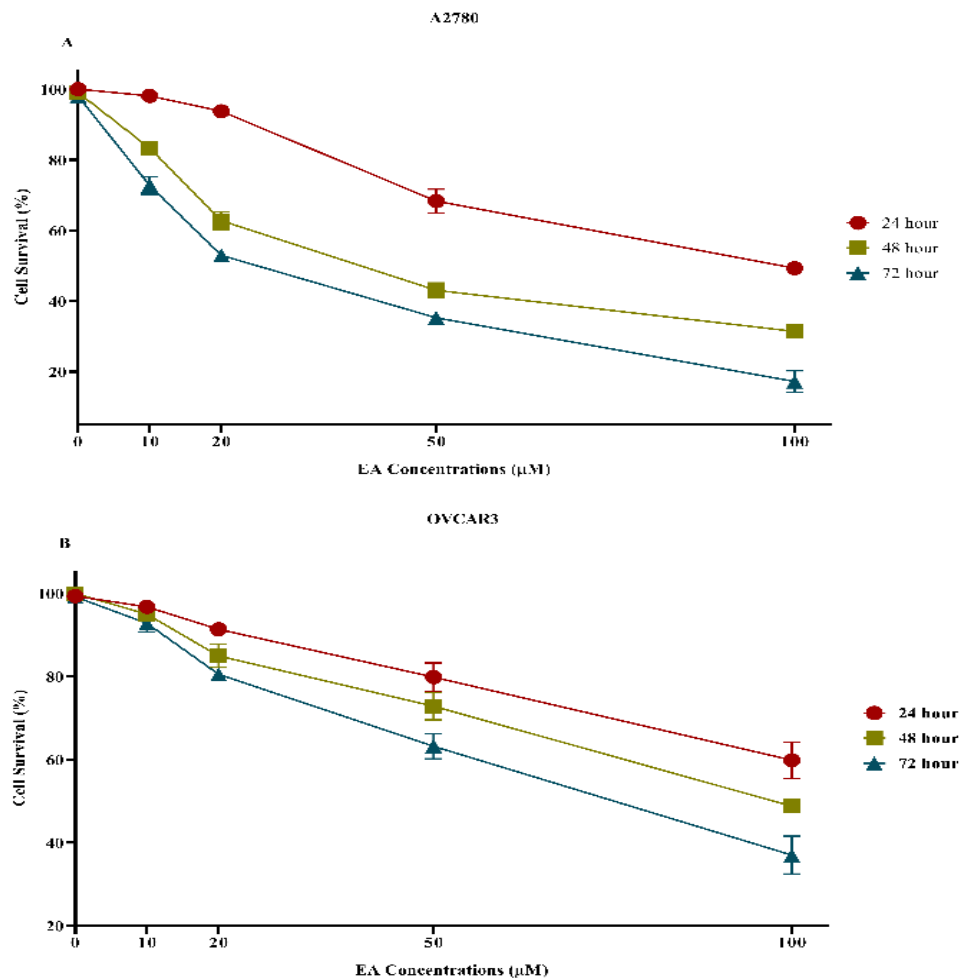 A2780
A
100
80
60
40
20
Cell Survival (%)
0 10 20 50 100
EA Concentrations (µM)
24 hour
48 hour
72 hour
OVCAR3
B
100
80
60
40
20
Cell Survival (%)
0 10 20 50 100
EA Concentrations (µM)
24 hour
48 hour
72 hour